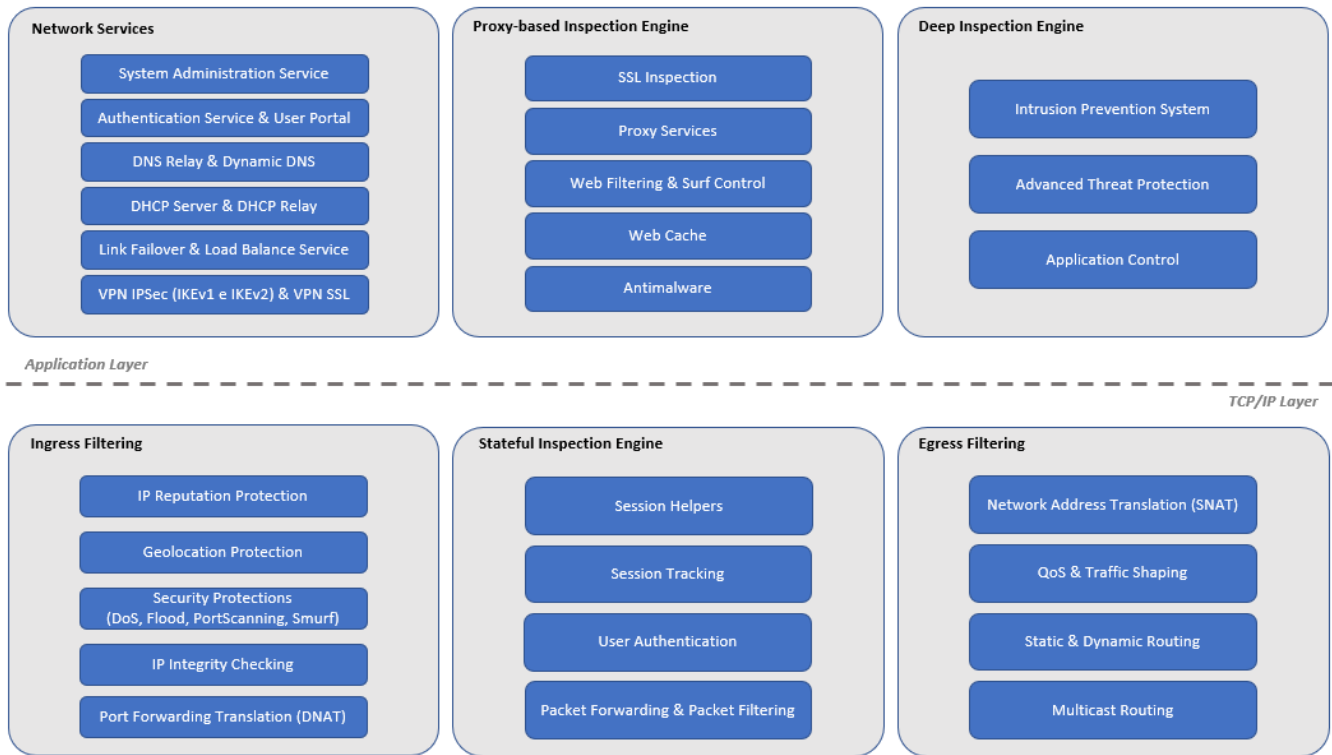 Network Services
System Administration Service
Authentication Service & User Portal
DNS Relay & Dynamic DNS
DHCP Server & DHCP Relay
Link Failover & Load Balance Service
VPN IPSec (IKEv1 e IKEv2) & VPN SSL
Proxy-based Inspection Engine
SSL Inspection
Proxy Services
Web Filtering & Surf Control
Web Cache
Antimalware
Deep Inspection Engine
Intrusion Prevention System
Advanced Threat Protection
Application Control
Application Layer
TCP/IP Layer
Ingress Filtering
IP Reputation Protection
Geolocation Protection
Security Protections
(DoS, Flood, PortScanning, Smurf)
IP Integrity Checking
Port Forwarding Translation (DNAT)
Stateful Inspection Engine
Session Helpers
Session Tracking
User Authentication
Packet Forwarding & Packet Filtering
Egress Filtering
Network Address Translation (SNAT)
QoS & Traffic Shaping
Static & Dynamic Routing
Multicast Routing